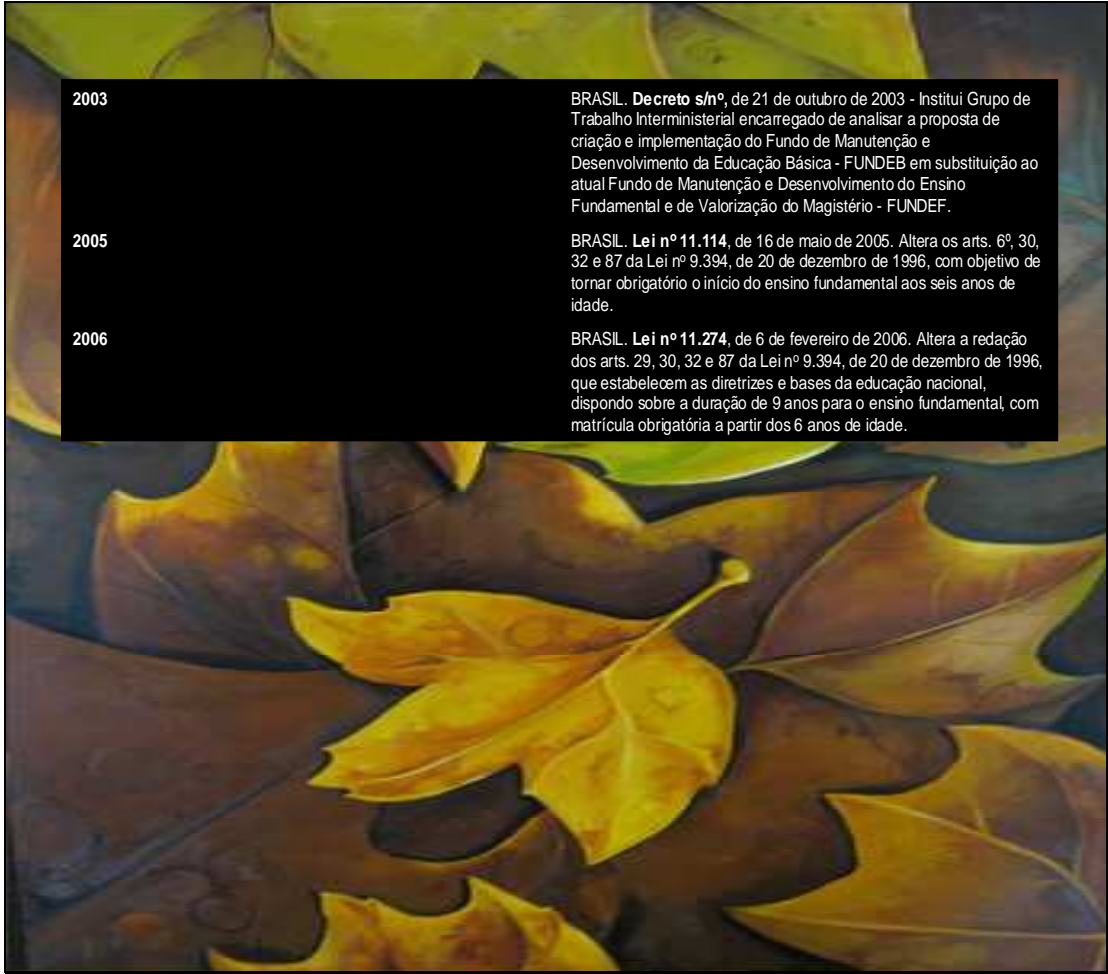 2003
BRASIL. Decreto s/nº, de 21 de outubro de 2003 - Institui Grupo de
Trabalho Interministerial encarregado de analisar a proposta de
criação e implementação do Fundo de Manutenção e
Desenvolvimento da Educação Básica - FUNDEB em substituição ao
atual Fundo de Manutenção e Desenvolvimento do Ensino
Fundamental e de Valorização do Magistério - FUNDEF.
2005
BRASIL. Lei nº 11.114, de 16 de maio de 2005. Altera os arts. 6º, 30,
32 e 87 da Lei nº 9.394, de 20 de dezembro de 1996, com objetivo de
tornar obrigatório o início do ensino fundamental aos seis anos de
idade.
2006
BRASIL. Lei nº 11.274, de 6 de fevereiro de 2006. Altera a redação
dos arts. 29, 30, 32 e 87 da Lei nº 9.394, de 20 de dezembro de 1996,
que estabelecem as diretrizes e bases da educação nacional,
dispondo sobre a duração de 9 anos para o ensino fundamental, com
matrícula obrigatória a partir dos 6 anos de idade.